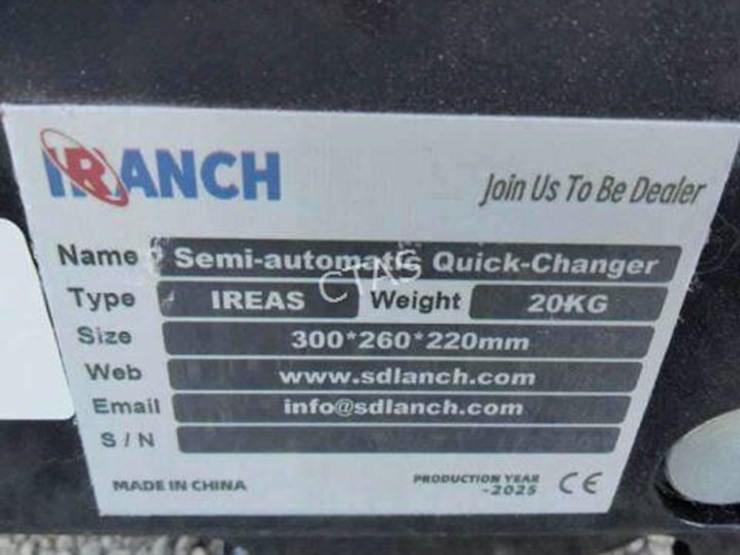 IRANCH
Join Us To Be Dealer
Name Semi-automatic Quick-Changer
Type IREAS Weight 20KG
Size 300*260*220mm
Web www.sdlanch.com
Email info@sdlanch.com
S/N
MADE IN CHINA
PRODUCTION YEAR
-2025 CE
CTAS